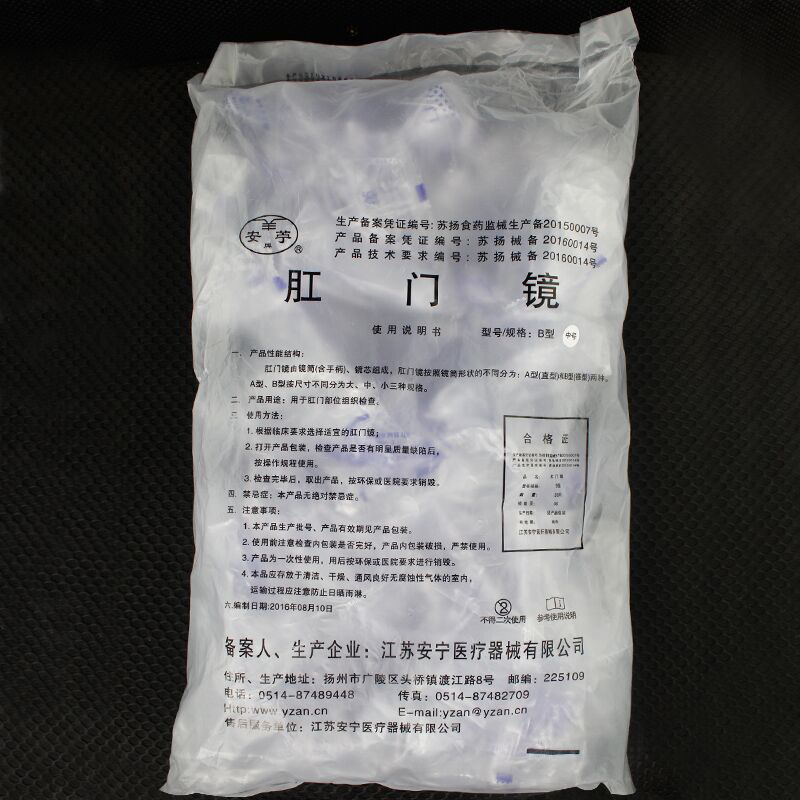 安 羊 苧
牌
®
生产备案凭证编号: 苏扬食药监械生产备20150007号
产品备案凭证编号: 苏扬械备20160014号
产品技术要求编号: 苏扬械备20160014号
肛门镜
使用说明书 型号/规格: B型 中号
一、产品性能结构:
肛门镜由镜筒(含手柄)、镜芯组成, 肛门镜按照镜筒形状的不同分为: A型(直型)和B型(锥型)两种。
A型、B型按尺寸不同分为大、中、小三种规格。
二、产品用途: 用于肛门部位组织检查。
三、使用方法:
1. 根据临床要求选择适宜的肛门镜;
2. 打开产品包装, 检查产品是否有明显质量缺陷后,
按操作规程使用。
3. 检查完毕后, 取出产品, 按环保或医院要求销毁。
四、禁忌症: 本产品无绝对禁忌症。
五、注意事项:
1. 本产品生产批号、产品有效期见产品包装。
2. 使用前注意检查内包装是否完好, 产品内包装破损, 严禁使用。
3. 产品为一次性使用, 用后按环保或医院要求进行销毁。
4. 本品应存放于清洁、干燥、通风良好无腐蚀性气体的室内,
运输过程应注意防止日晒雨淋。
六.编制日期:2016年08月10日
合格证
江苏安宁医疗器械有限公司
不得二次使用 参考使用说明
备案人、生产企业: 江苏安宁医疗器械有限公司
住所、生产地址: 扬州市广陵区头桥镇渡江路8号 邮编: 225109
电话: 0514-87489448 传真: 0514-87482709
Http:www.yzan.cn E-mail:yzan@yzan.cn
售后服务单位: 江苏安宁医疗器械有限公司